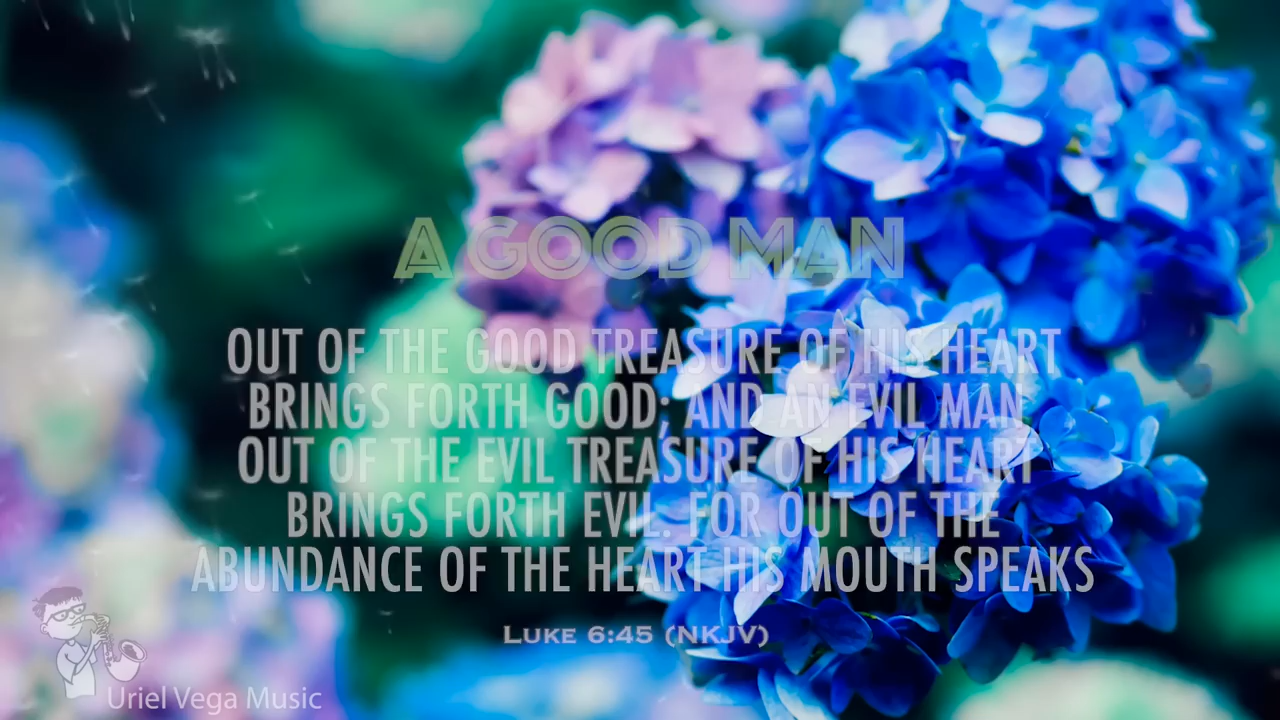 A GOOD MAN
OUT OF THE GOOD TREASURE OF HIS HEART
BRINGS FORTH GOOD; AND AN EVIL MAN
OUT OF THE EVIL TREASURE OF HIS HEART
BRINGS FORTH EVIL. FOR OUT OF THE
ABUNDANCE OF THE HEART HIS MOUTH SPEAKS
LUKE 6:45 (NKJV)
Uriel Vega Music